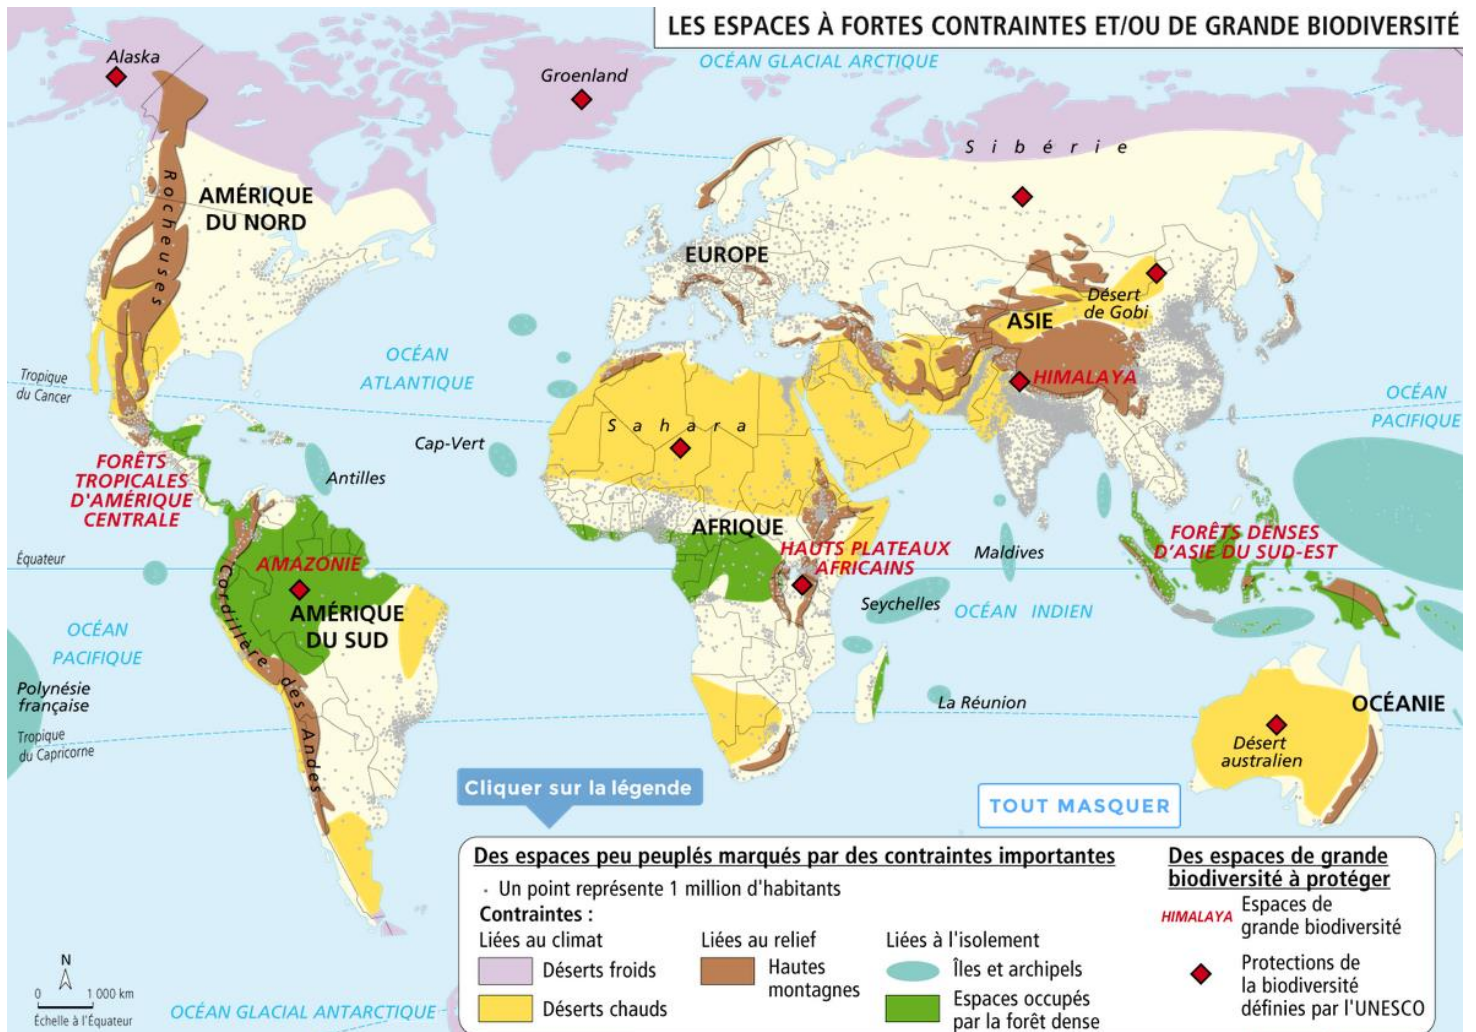 LES ESPACES À FORTES CONTRAINTES ET/OU DE GRANDE BIODIVERSITÉ
Alaska
Groenland
OCÉAN GLACIAL ARCTIQUE
Sibérie
Rocheuses
AMÉRIQUE
DU NORD
EUROPE
ASIE
Désert
de Gobi
OCÉAN
ATLANTIQUE
Tropique
du Cancer
HIMALAYA
OCÉAN
PACIFIQUE
Sahara
Cap-Vert
Antilles
FORÊTS
TROPICALES
D'AMÉRIQUE
CENTRALE
AFRIQUE
HAUTS PLATEAUX
AFRICAINS
Maldives
FORÊTS DENSES
D'ASIE DU SUD-EST
Équateur
AMAZONIE
AMÉRIQUE
DU SUD
Seychelles
OCÉAN INDIEN
OCÉAN
PACIFIQUE
Cordillère des Andes
Polynésie
française
La Réunion
OCÉANIE
Tropique
du Capricorne
Désert
australien
Cliquer sur la légende
TOUT MASQUER
Des espaces peu peuplés marqués par des contraintes importantes
Un point représente 1 million d'habitants
Contraintes :
Liées au climat
Déserts froids
Déserts chauds
Liées au relief
Hautes
montagnes
Liées à l'isolement
Îles et archipels
Espaces occupés
par la forêt dense
Des espaces de grande
biodiversité à protéger
HIMALAYA
Espaces de
grande biodiversité
Protections de
la biodiversité
définies par l'UNESCO
N
0 1 000 km
Échelle à l'Équateur
OCÉAN GLACIAL ANTARCTIQUE